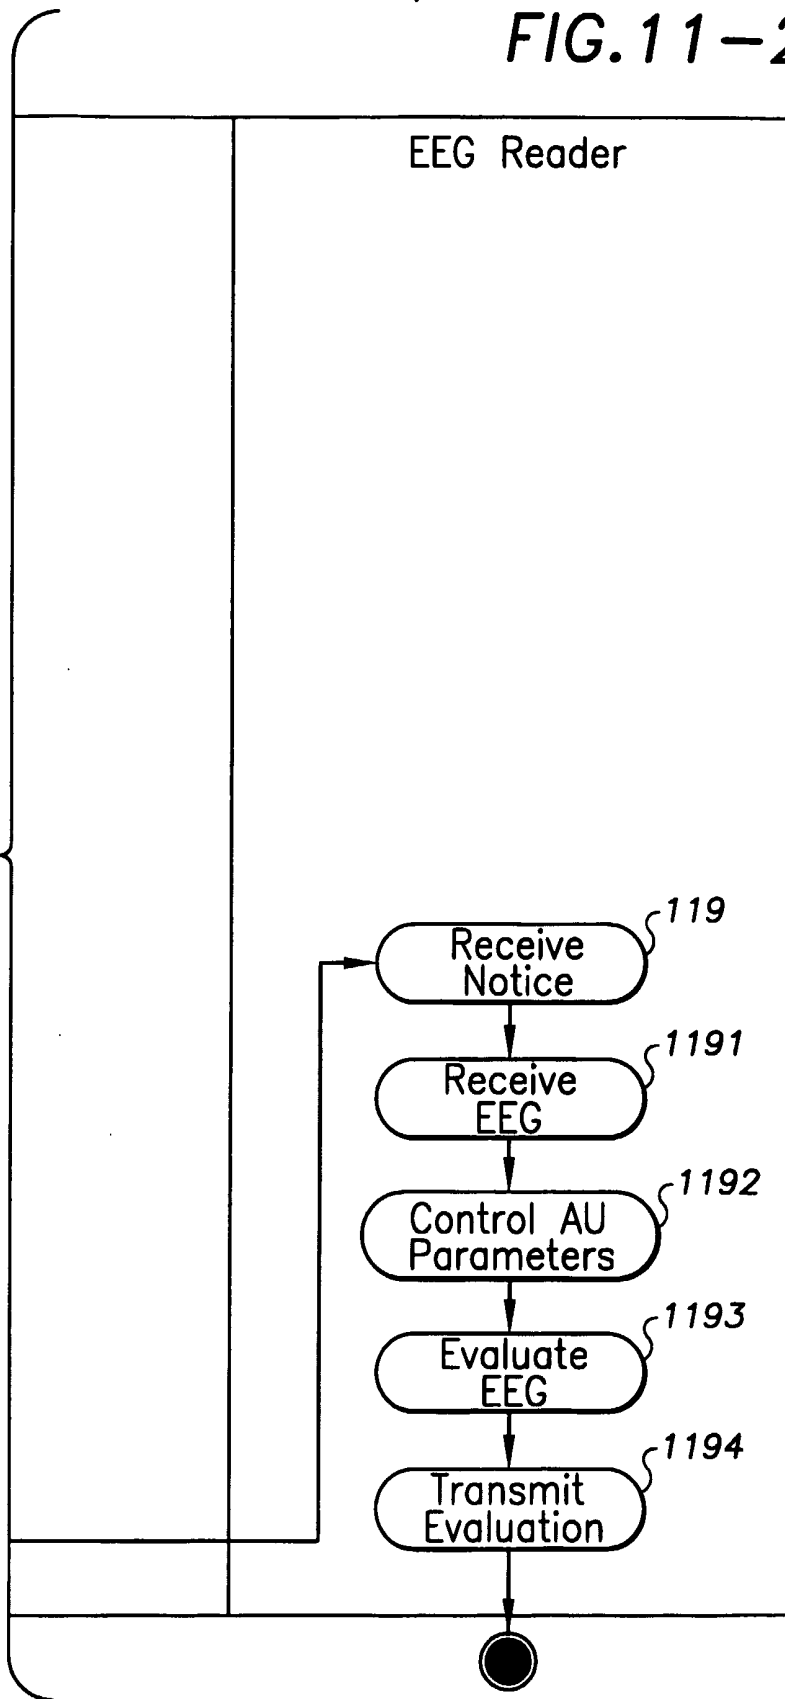 FIG.11-2
EEG Reader
Receive
Notice
119
Receive
EEG
1191
Control AU
Parameters
1192
Evaluate
EEG
1193
Transmit
Evaluation
1194